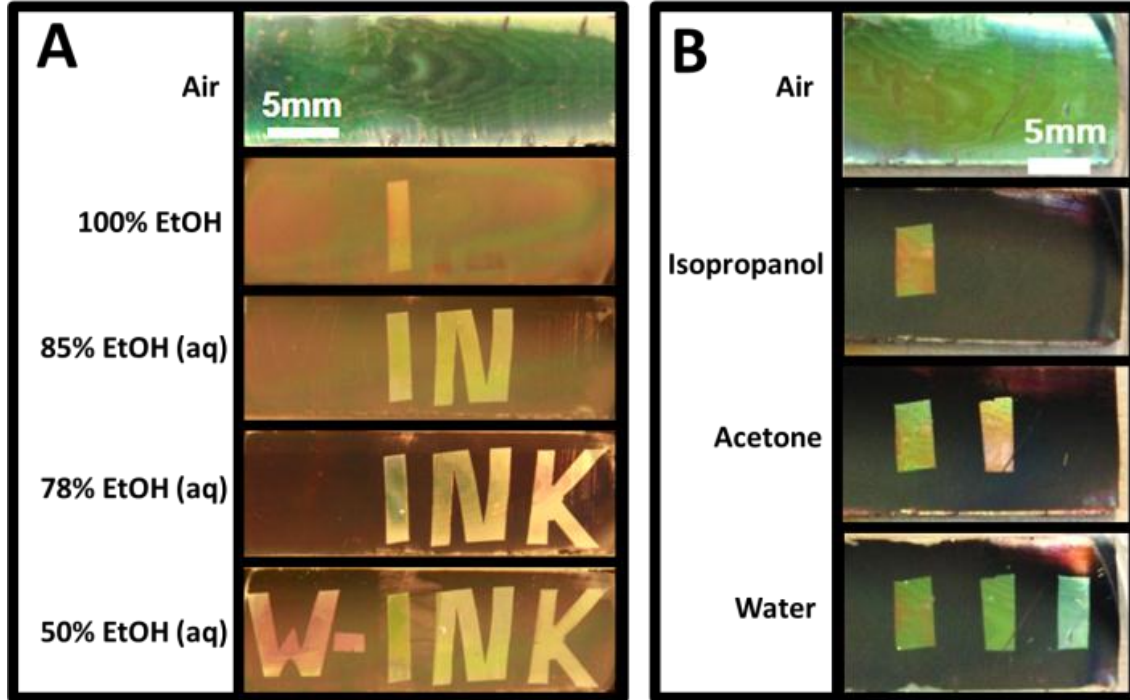 A
Air
5mm
100% EtOH
I
85% EtOH (aq)
IN
78% EtOH (aq)
INK
50% EtOH (aq)
W-INK
B
Air
5mm
Isopropanol
Acetone
Water